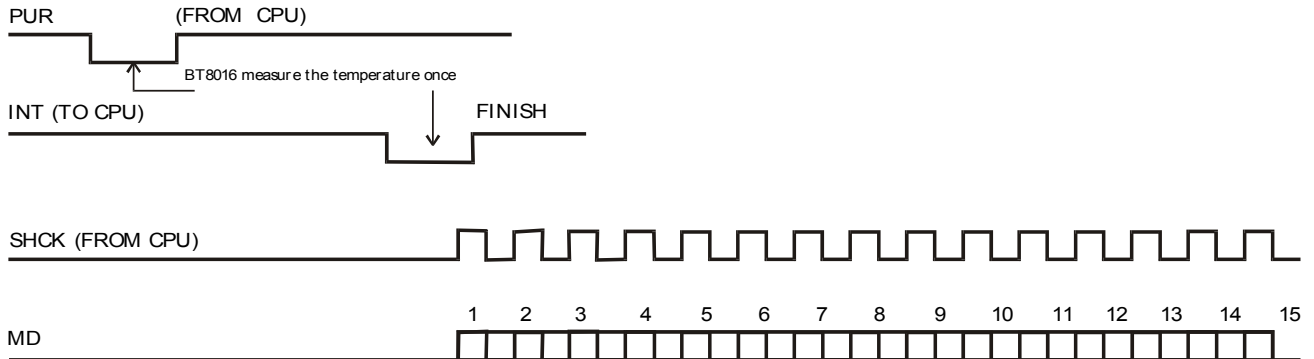 PUR (FROM CPU)
BT8016 measure the temperature once
INT (TO CPU) FINISH
SHCK (FROM CPU)
1 2 3 4 5 6 7 8 9 10 11 12 13 14 15
MD